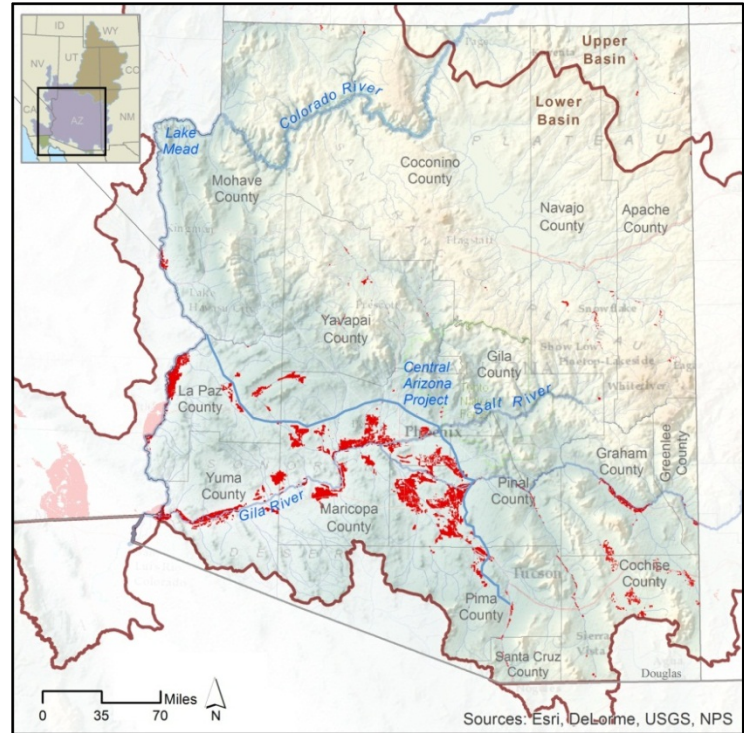 ID
WY
NV
UT
CO
CA
AZ
NM
Upper
Basin
Lower
Basin
Colorado River
Lake
Mead
PLATEAU
Coconino
County
Mohave
County
Navajo
County
Apache
County
Kingman
Flagstaff
Lake
Havasu City
Prescott
Yavapai
County
Snowflake
PLATEAU
Gila
County
Show Low
Pinetop-Lakeside
Central
Arizona
Project
Whiteriver
Salt River
La Paz
County
Phoenix
Graham
County
Greenlee
County
Yuma
County
Pinal
County
Gila River
Maricopa
County
DESERT
Cochise
County
Tucson
Pima
County
Sierra
Vista
Santa Cruz
County
Douglas
Miles
0 35 70
N
Sources: Esri, DeLorme, USGS, NPS